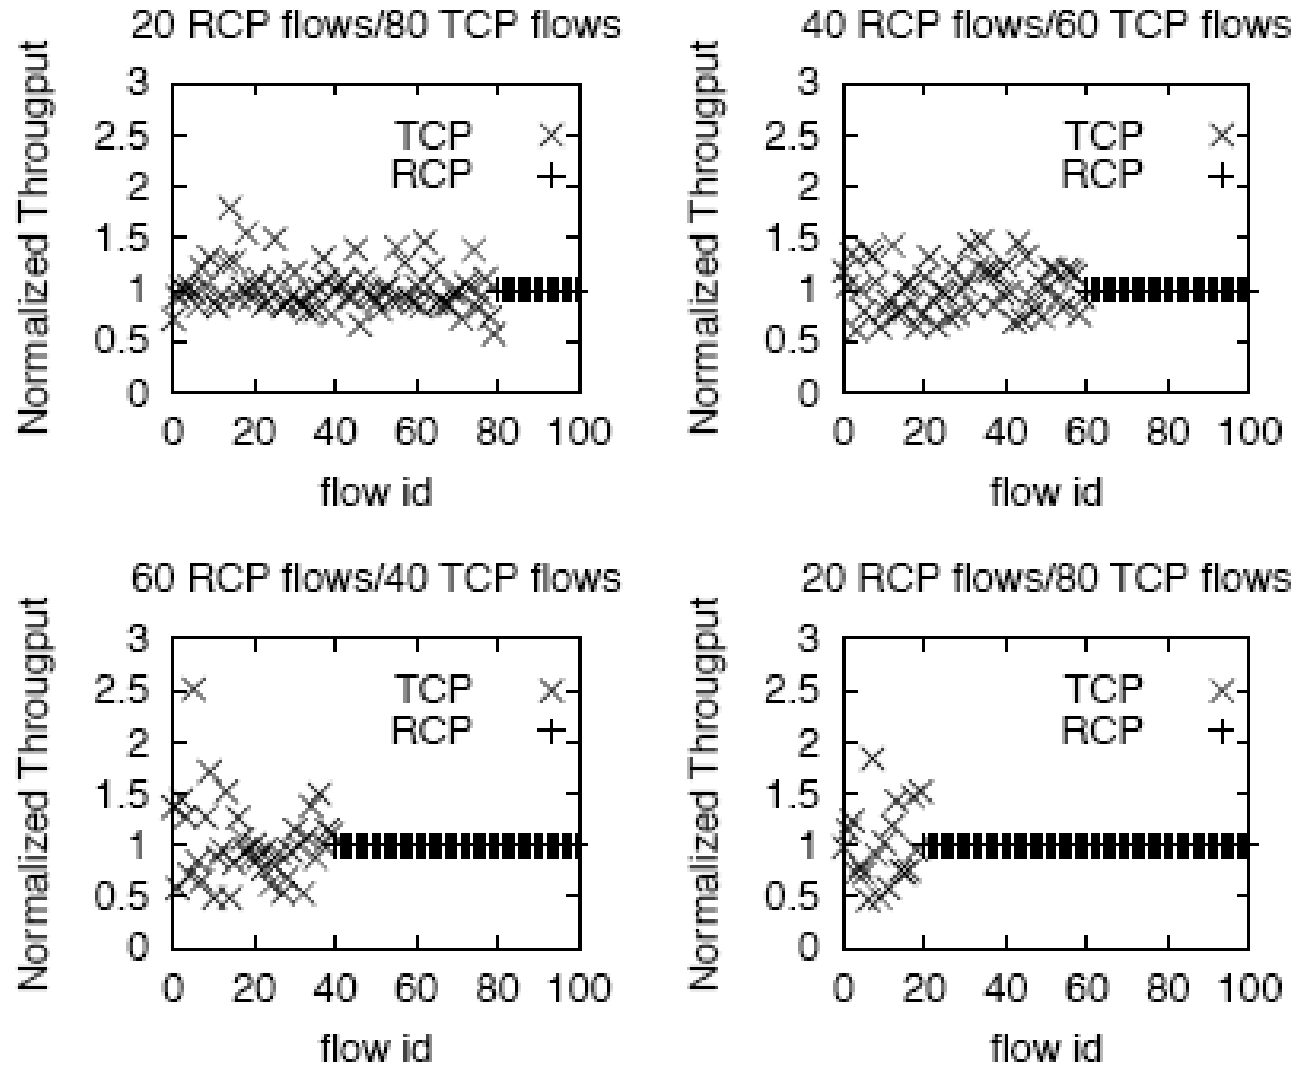 20 RCP flows/80 TCP flows
Normalized Througput
3
2.5
2
1.5
1
0.5
0
TCP
RCP
0 20 40 60 80 100
flow id
40 RCP flows/60 TCP flows
Normalized Througput
3
2.5
2
1.5
1
0.5
0
TCP
RCP
0 20 40 60 80 100
flow id
60 RCP flows/40 TCP flows
Normalized Througput
3
2.5
2
1.5
1
0.5
0
TCP
RCP
0 20 40 60 80 100
flow id
20 RCP flows/80 TCP flows
Normalized Througput
3
2.5
2
1.5
1
0.5
0
TCP
RCP
0 20 40 60 80 100
flow id